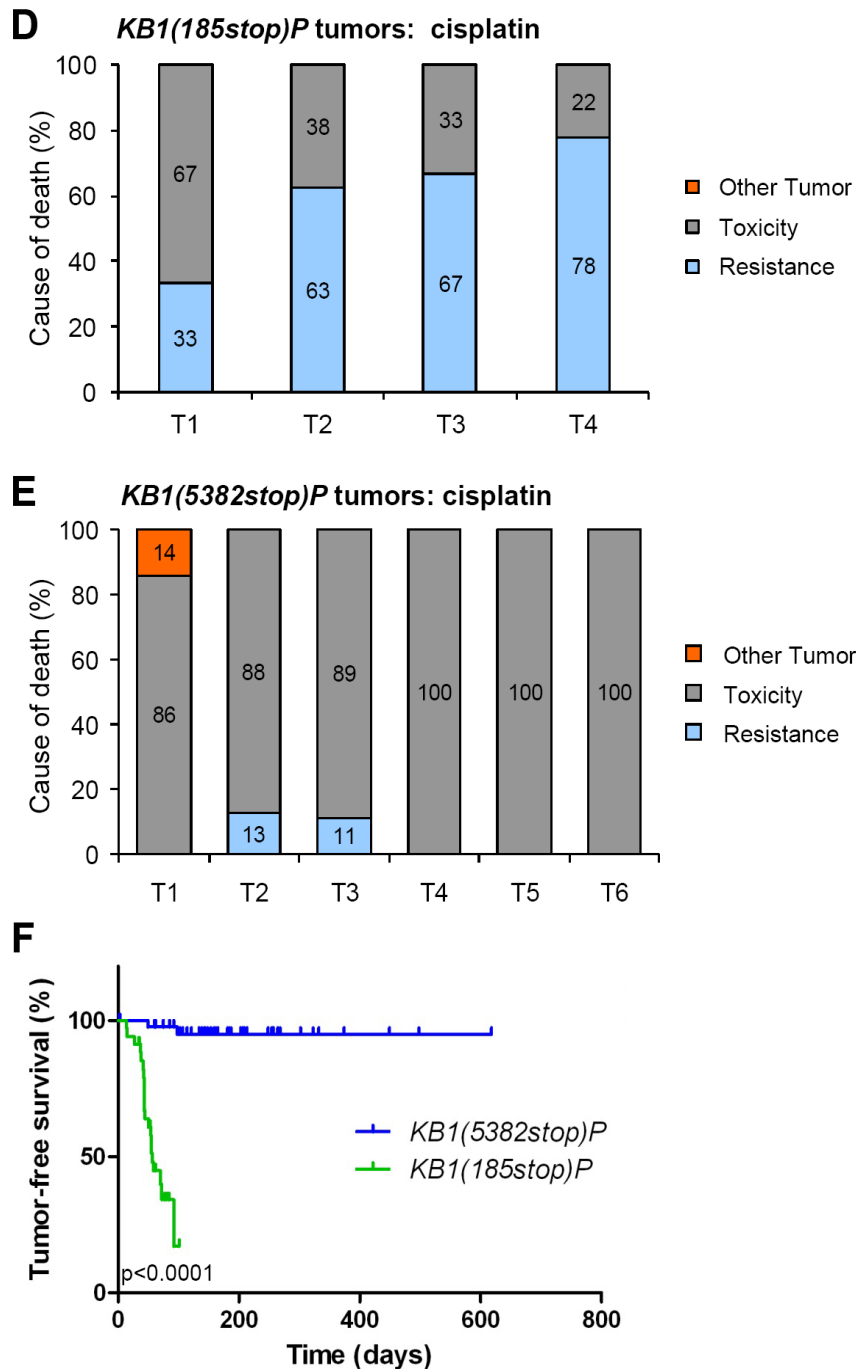 D
KB1(185stop)P tumors: cisplatin
Cause of death (%)
100
80
60
40
20
0
67
38
33
22
33
63
67
78
T1 T2 T3 T4
Other Tumor
Toxicity
Resistance
E
KB1(5382stop)P tumors: cisplatin
Cause of death (%)
100
80
60
40
20
0
14
86
88
89
100
100
100
13
11
T1 T2 T3 T4 T5 T6
Other Tumor
Toxicity
Resistance
F
Tumor-free survival (%)
100
50
0
KB1(5382stop)P
KB1(185stop)P
p<0.0001
0 200 400 600 800
Time (days)